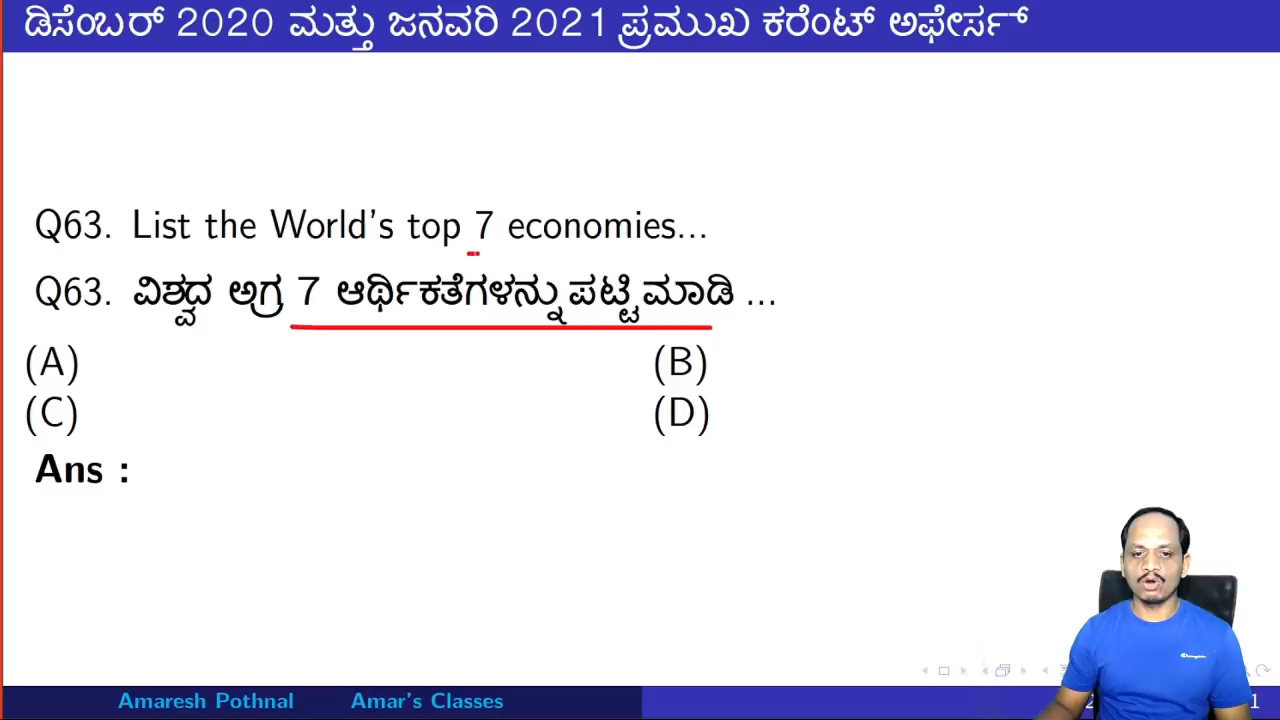 ಡಿಸೆಂಬರ್ 2020 ಮತ್ತು ಜನವರಿ 2021 ಪ್ರಮುಖ ಕರೆಂಟ್ ಅಫೇರ್ಸ್
Q63. List the World's top 7 economies...
Q63. ವಿಶ್ವದ ಅಗ್ರ 7 ಆರ್ಥಿಕತೆಗಳನ್ನು ಪಟ್ಟಿ ಮಾಡಿ ...
(A) (B)
(C) (D)
Ans :
Amaresh Pothnal Amar's Classes